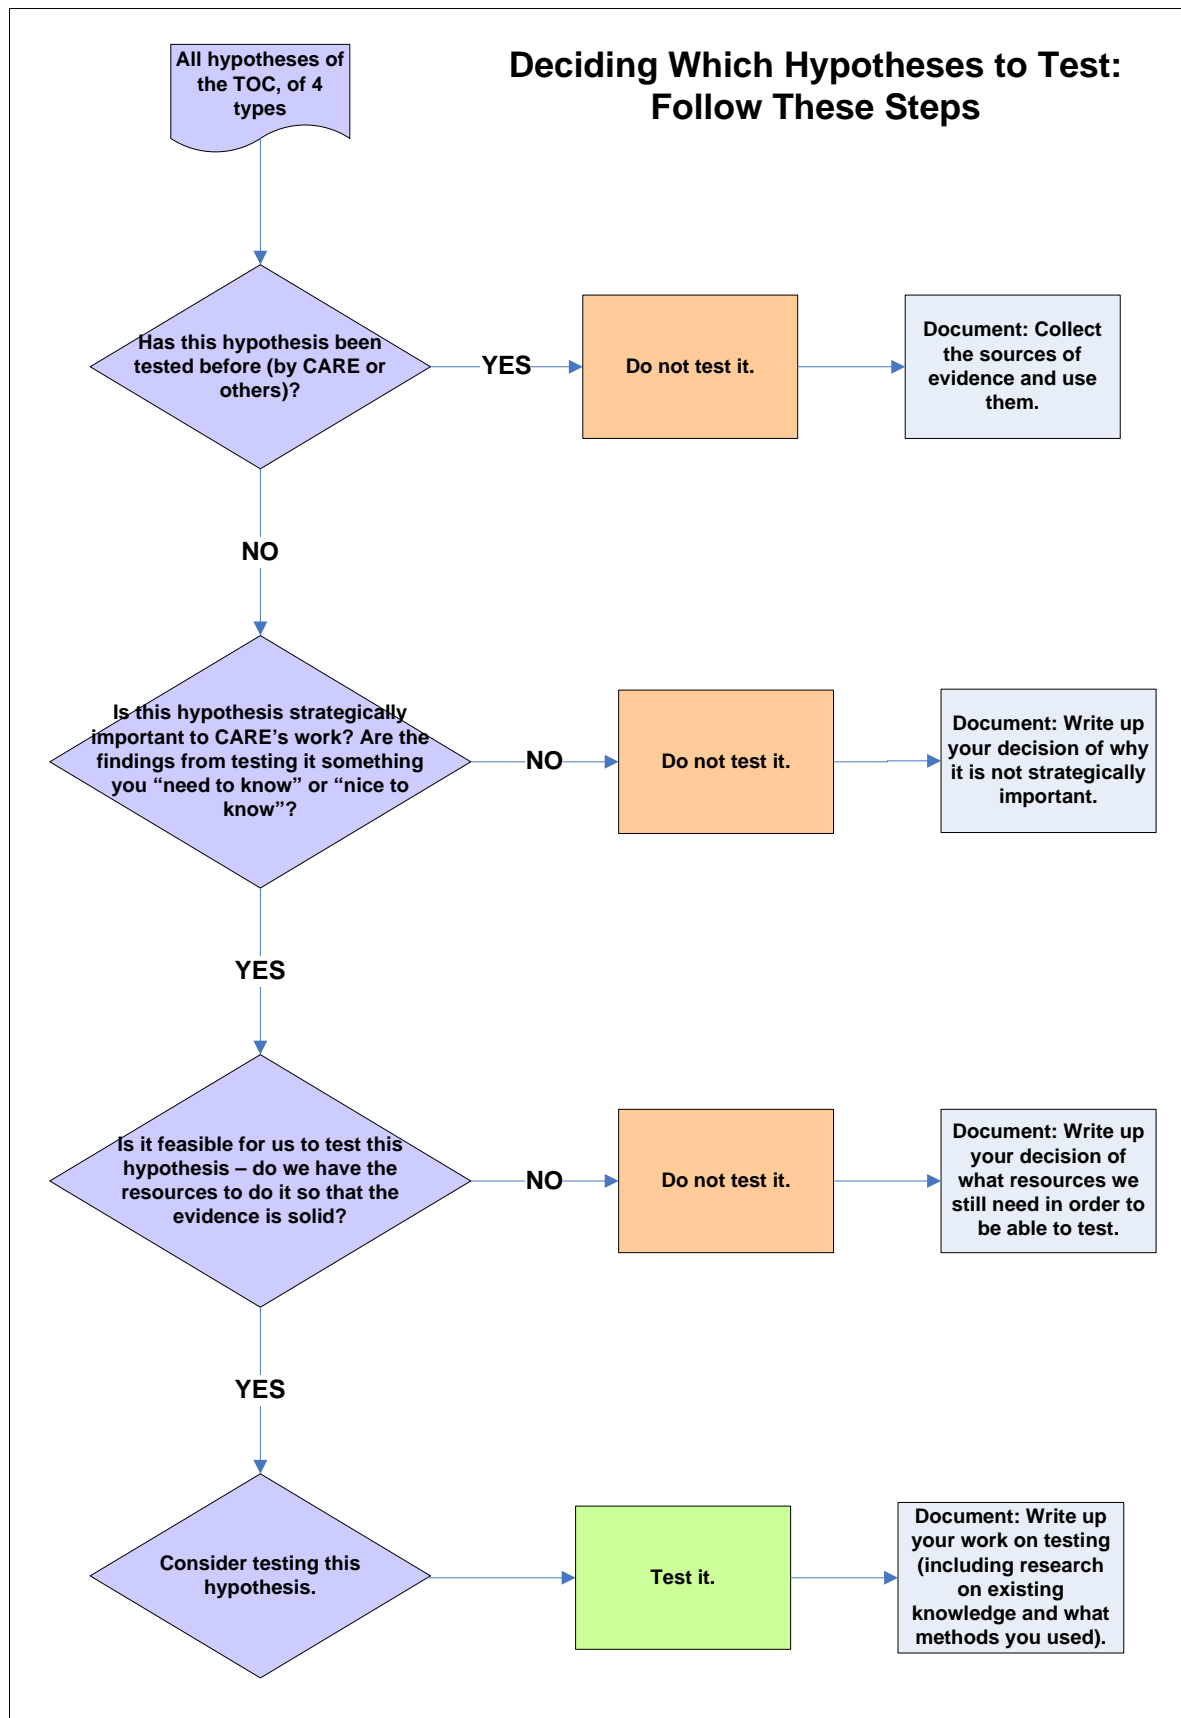 Deciding Which Hypotheses to Test:
Follow These Steps
All hypotheses of
the TOC, of 4
types
Has this hypothesis been
tested before (by CARE or
others)?
YES
Do not test it.
Document: Collect
the sources of
evidence and use
them.
NO
Is this hypothesis strategically
important to CARE’s work? Are the
findings from testing it something
you “need to know” or “nice to
know”?
NO
Do not test it.
Document: Write up
your decision of why
it is not strategically
important.
YES
Is it feasible for us to test this
hypothesis – do we have the
resources to do it so that the
evidence is solid?
NO
Do not test it.
Document: Write up
your decision of
what resources we
still need in order to
be able to test.
YES
Consider testing this
hypothesis.
Test it.
Document: Write up
your work on testing
(including research
on existing
knowledge and what
methods you used).